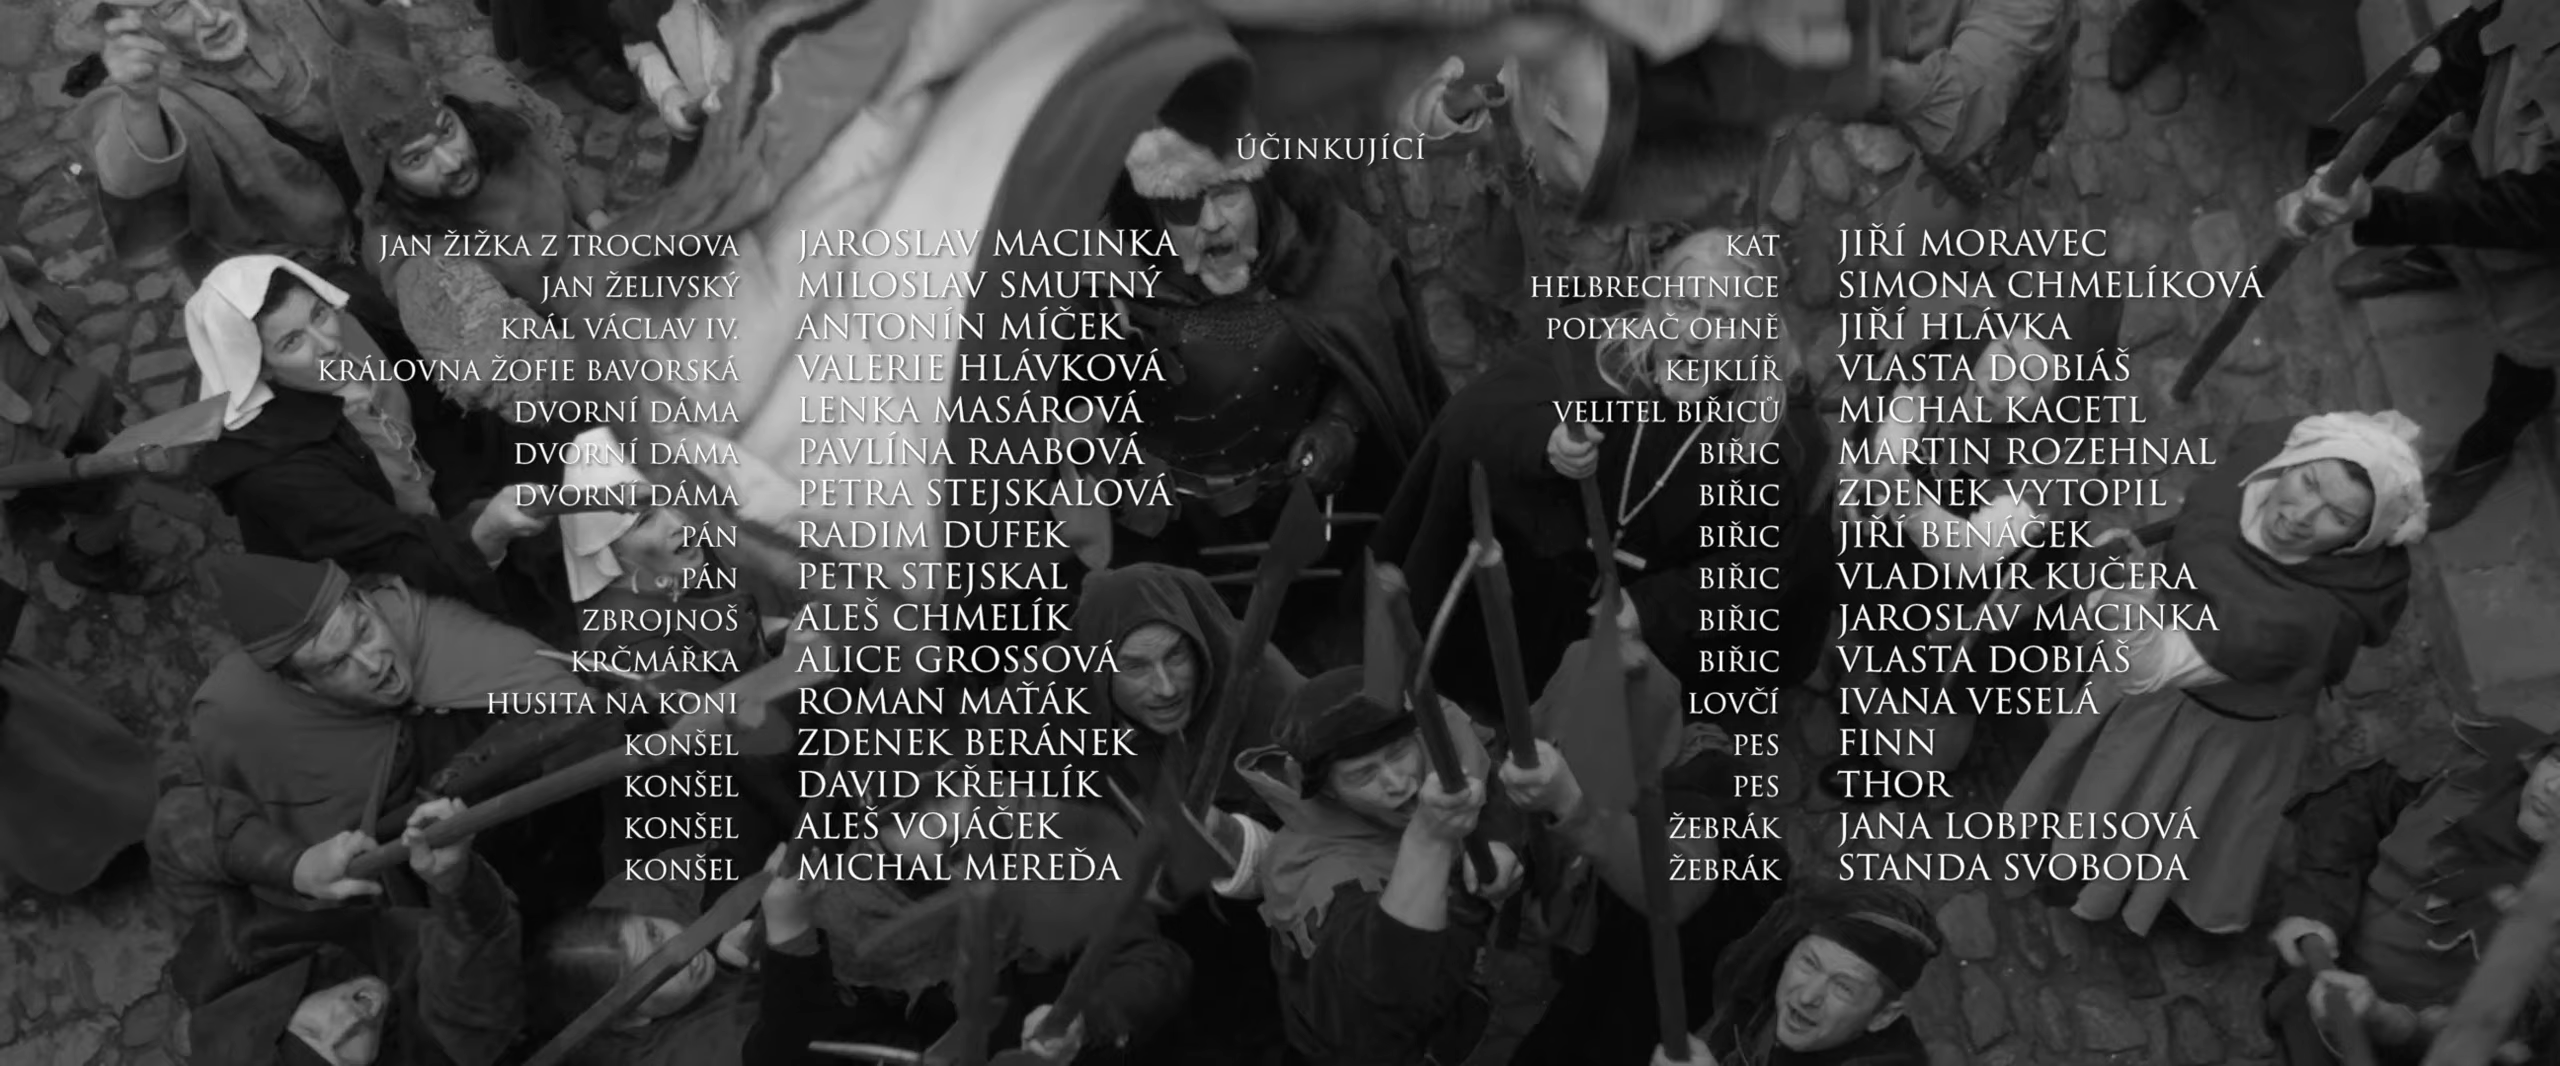 ÚČINKUJÍCÍ
JAN ŽIŽKA Z TROCNOVA JAROSLAV MACINKA
JAN ŽELIVSKÝ MILOSLAV SMUTNÝ
KRÁL VÁCLAV IV. ANTONÍN MÍČEK
KRÁLOVNA ŽOFIE BAVORSKÁ VALERIE HLÁVKOVÁ
DVORNÍ DÁMA LENKA MASÁROVÁ
DVORNÍ DÁMA PAVLÍNA RAABOVÁ
DVORNÍ DÁMA PETRA STEJSKALOVÁ
PÁN RADIM DUFEK
PÁN PETR STEJSKAL
ZBROJNOŠ ALEŠ CHMELÍK
KRČMÁŘKA ALICE GROSSOVÁ
HUSITA NA KONI ROMAN MAŤÁK
KONŠEL ZDENEK BERÁNEK
KONŠEL DAVID KŘEHLÍK
KONŠEL ALEŠ VOJÁČEK
KONŠEL MICHAL MEREĎA
KAT JIŘÍ MORAVEC
HELBRECHTNICE SIMONA CHMELÍKOVÁ
POLYKAČ OHNĚ JIŘÍ HLÁVKA
KEJKLÍŘ VLASTA DOBIÁŠ
VELITEL BIŘICŮ MICHAL KACETL
BIŘIC MARTIN ROZEHNAL
BIŘIC ZDENEK VYTOPIL
BIŘIC JIŘÍ BENÁČEK
BIŘIC VLADIMÍR KUČERA
BIŘIC JAROSLAV MACINKA
BIŘIC VLASTA DOBIÁŠ
LOVČÍ IVANA VESELÁ
PES FINN
PES THOR
ŽEBRÁK JANA LOBPREISOVÁ
ŽEBRÁK STANDA SVOBODA